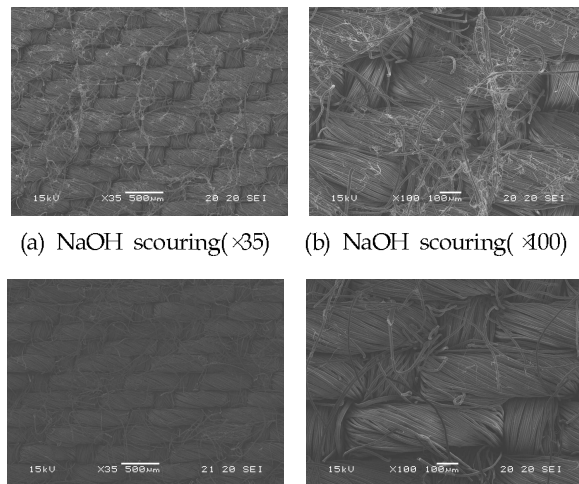 15kV X35 500µm 20 20 SEI
15kV X100 100µm 20 20 SEI
(a) NaOH scouring(×35)
(b) NaOH scouring(×100)
15kV X35 500µm 21 20 SEI
15kV X100 100µm 20 20 SEI